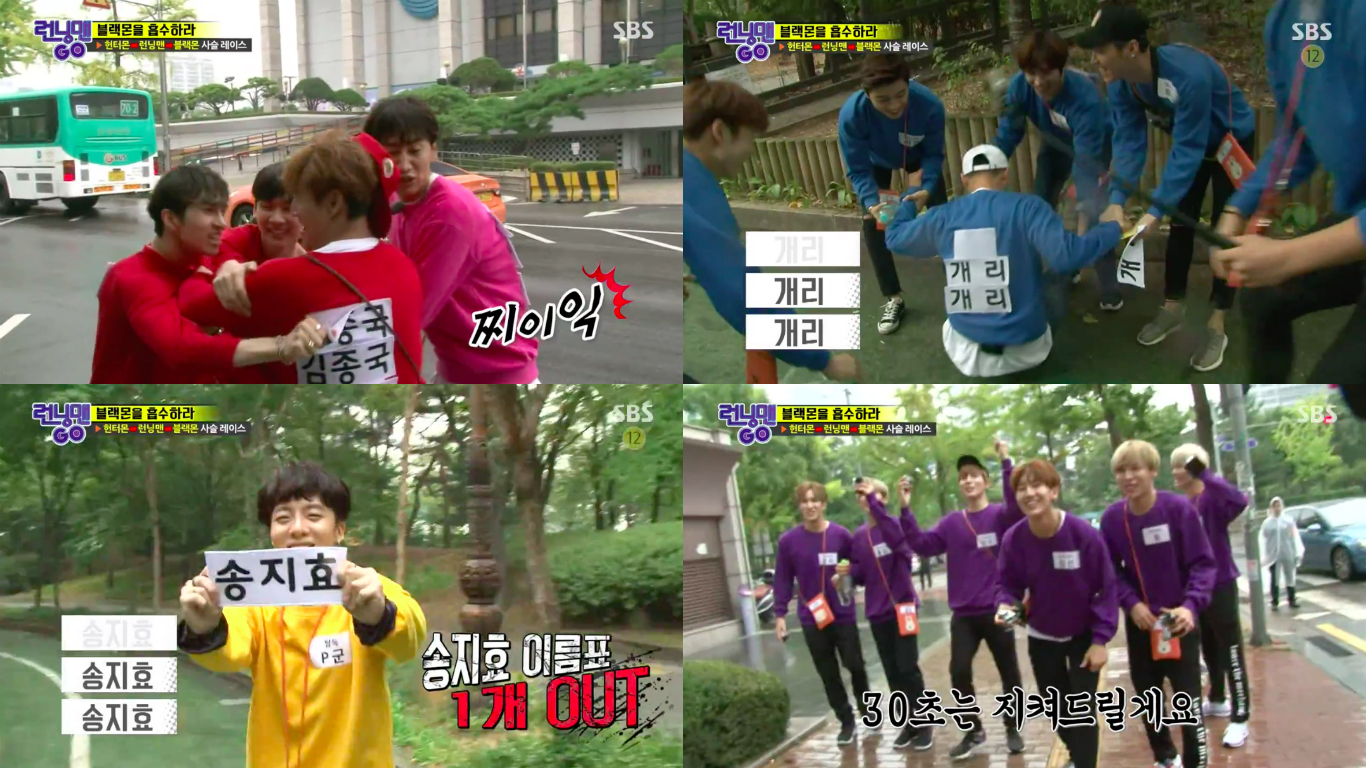 런닝맨
GO
블랙몬을 흡수하라
▶ 헌터몬 ➡ 런닝맨 ➡ 블랙몬 사슬 레이스
SBS
70-2
종국
김종국
찌이익
런닝맨
GO
블랙몬을 흡수하라
▶ 헌터몬 ➡ 런닝맨 ➡ 블랙몬 사슬 레이스
SBS
12
개리
개리
개리
개리
개리
개
런닝맨
GO
블랙몬을 흡수하라
▶ 헌터몬 ➡ 런닝맨 ➡ 블랙몬 사슬 레이스
SBS
12
송지효
P군
송지효
송지효
송지효
송지효 이름표
1개 OUT
런닝맨
GO
블랙몬을 흡수하라
▶ 헌터몬 ➡ 런닝맨 ➡ 블랙몬 사슬 레이스
SBS
30초는 지켜드릴게요